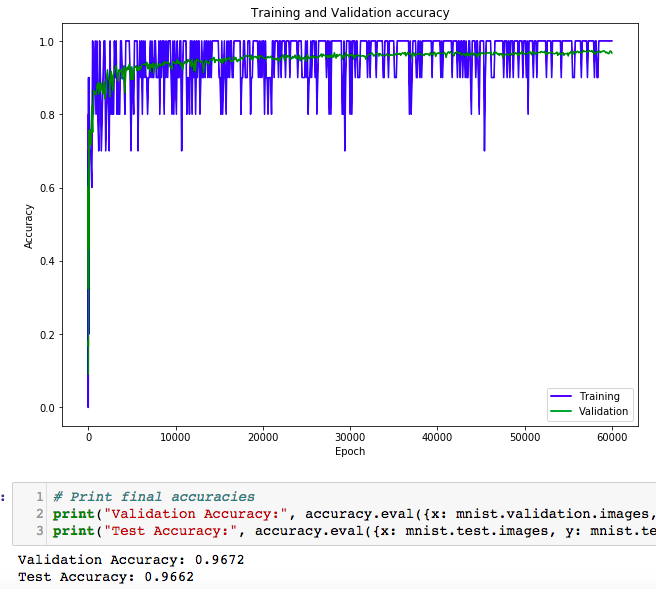 Training and Validation accuracy
1.0
0.8
0.6
0.4
0.2
0.0
Accuracy
0 10000 20000 30000 40000 50000 60000
Epoch
Training
Validation
:
1 # Print final accuracies
2 print("Validation Accuracy:", accuracy.eval({x: mnist.validation.images,
3 print("Test Accuracy:", accuracy.eval({x: mnist.test.images, y: mnist.te
Validation Accuracy: 0.9672
Test Accuracy: 0.9662